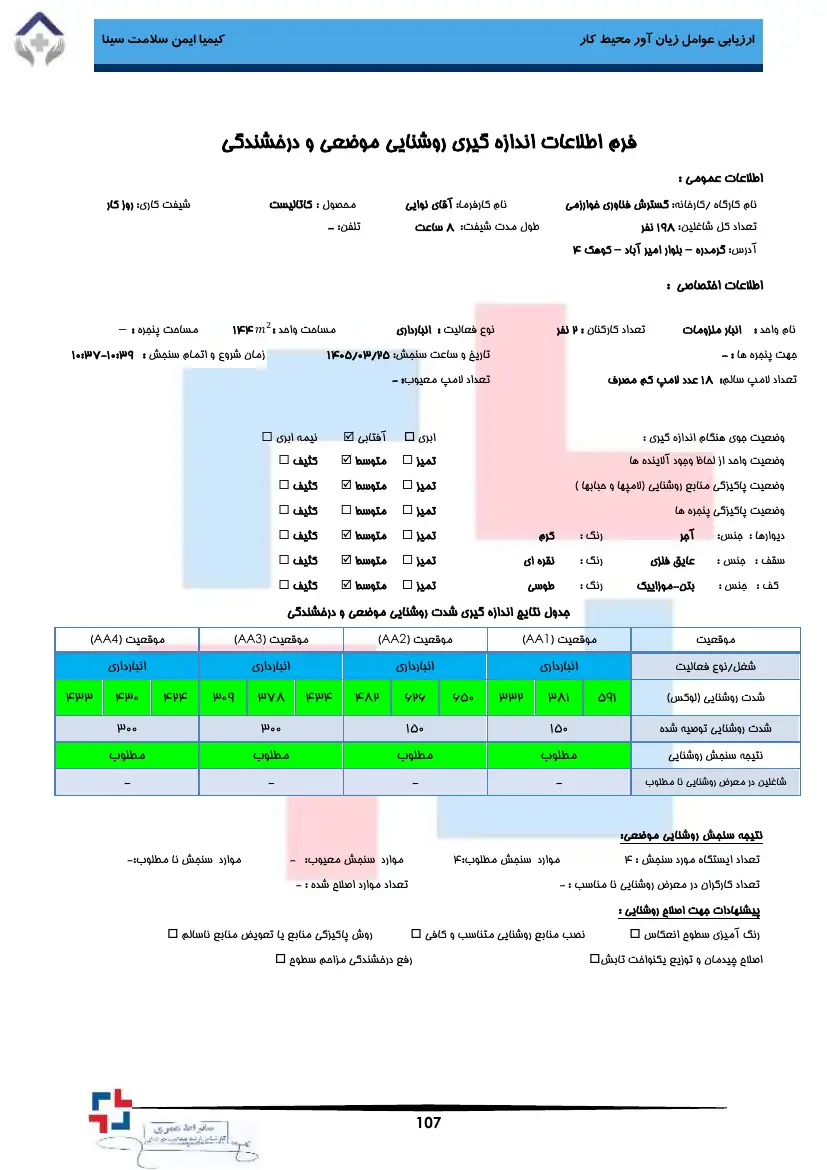 ارزیابی عوامل زیان آور محیط کار کیمیا ایمن سلامت سینا
فرم اطلاعات اندازه گیری روشنایی موضعی و درخشندگی
اطلاعات عمومی :
نام کارگاه /کارخانه: گسترش فناوری خوارزمی نام کارفرما: آقای نوایی محصول : کاتالیست شیفت کاری: روز کار
تعداد کل شاغلین: ۱۹۸ نفر طول مدت شیفت: ۸ ساعت تلفن: -
آدرس: گرمدره – بلوار امیر آباد – کوهک ۴
اطلاعات اختصاصی :
نام واحد : انبار ملزومات تعداد کارکنان : ۲ نفر نوع فعالیت : انبارداری مساحت واحد : ۱۴۴ m² مساحت پنجره : –
جهت پنجره ها : - تاریخ و ساعت سنجش: ۱۴۰۵/۰۳/۲۵ زمان شروع و اتمام سنجش : ۱۰:۳۷-۱۰:۳۹
تعداد لامپ سالم: ۱۸ عدد لامپ کم مصرف تعداد لامپ معیوب: -
وضعیت جوی هنگام اندازه گیری : ابری ☐ آفتابی ☑ نیمه ابری ☐
وضعیت واحد از لحاظ وجود آلاینده ها تمیز ☐ متوسط ☑ کثیف ☐
وضعیت پاکیزگی منابع روشنایی (لامپها و حبابها ) تمیز ☐ متوسط ☑ کثیف ☐
وضعیت پاکیزگی پنجره ها تمیز ☐ متوسط ☐ کثیف ☐
دیوارها : جنس: آجر رنگ : کرم تمیز ☐ متوسط ☑ کثیف ☐
سقف : جنس : عایق فلزی رنگ : نقره ای تمیز ☐ متوسط ☑ کثیف ☐
کف : جنس : بتن-موزاییک رنگ : طوسی تمیز ☐ متوسط ☑ کثیف ☐
جدول نتایج اندازه گیری شدت روشنایی موضعی و درخشندگی
موقعیت موقعیت (AA1) موقعیت (AA2) موقعیت (AA3) موقعیت (AA4)
شغل/نوع فعالیت انبارداری انبارداری انبارداری انبارداری
شدت روشنایی (لوکس) ۵۹۱ ۳۸۱ ۳۳۲ ۶۵۰ ۶۲۶ ۴۸۲ ۴۳۴ ۳۷۸ ۳۰۹ ۴۲۴ ۴۳۰ ۴۳۳
شدت روشنایی توصیه شده ۱۵۰ ۱۵۰ ۳۰۰ ۳۰۰
نتیجه سنجش روشنایی مطلوب مطلوب مطلوب مطلوب
شاغلین در معرض روشنایی نا مطلوب - - - -
نتیجه سنجش روشنایی موضعی:
تعداد ایستگاه مورد سنجش : ۴ موارد سنجش مطلوب:۴ موارد سنجش معیوب: - موارد سنجش نا مطلوب:-
تعداد کارگران در معرض روشنایی نا مناسب : - تعداد موارد اصلاح شده : -
پیشنهادات جهت اصلاح روشنایی :
رنگ آمیزی سطوح انعکاس ☐ نصب منابع روشنایی متناسب و کافی ☐ روش پاکیزگی منابع یا تعویض منابع ناسالم ☐
اصلاح چیدمان و توزیع یکنواخت تابش☐ رفع درخشندگی مزاحم سطوح ☐
107